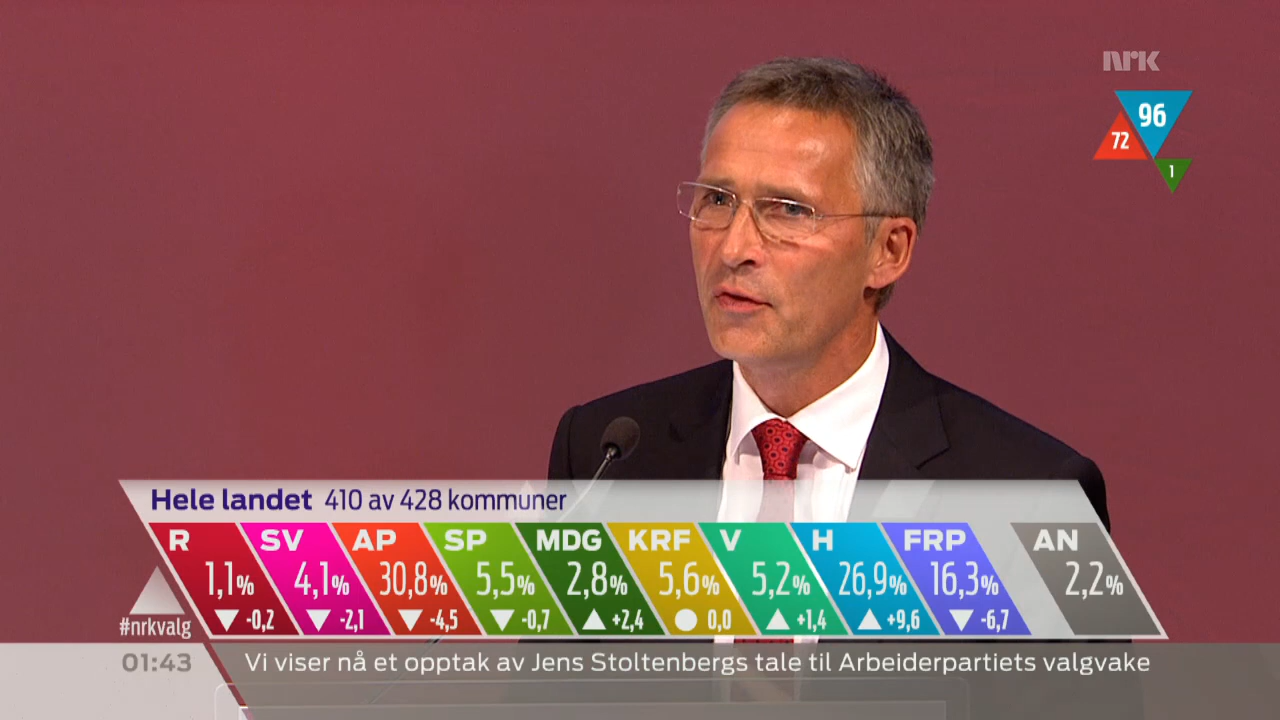 nrk
96
72
1
Hele landet 410 av 428 kommuner
R SV AP SP MDG KRF V H FRP AN
1,1% 4,1% 30,8% 5,5% 2,8% 5,6% 5,2% 26,9% 16,3% 2,2%
-0,2 -2,1 -4,5 -0,7 +2,4 0,0 +1,4 +9,6 -6,7
#nrkvalg
01:43 Vi viser nå et opptak av Jens Stoltenbergs tale til Arbeiderpartiets valgvake